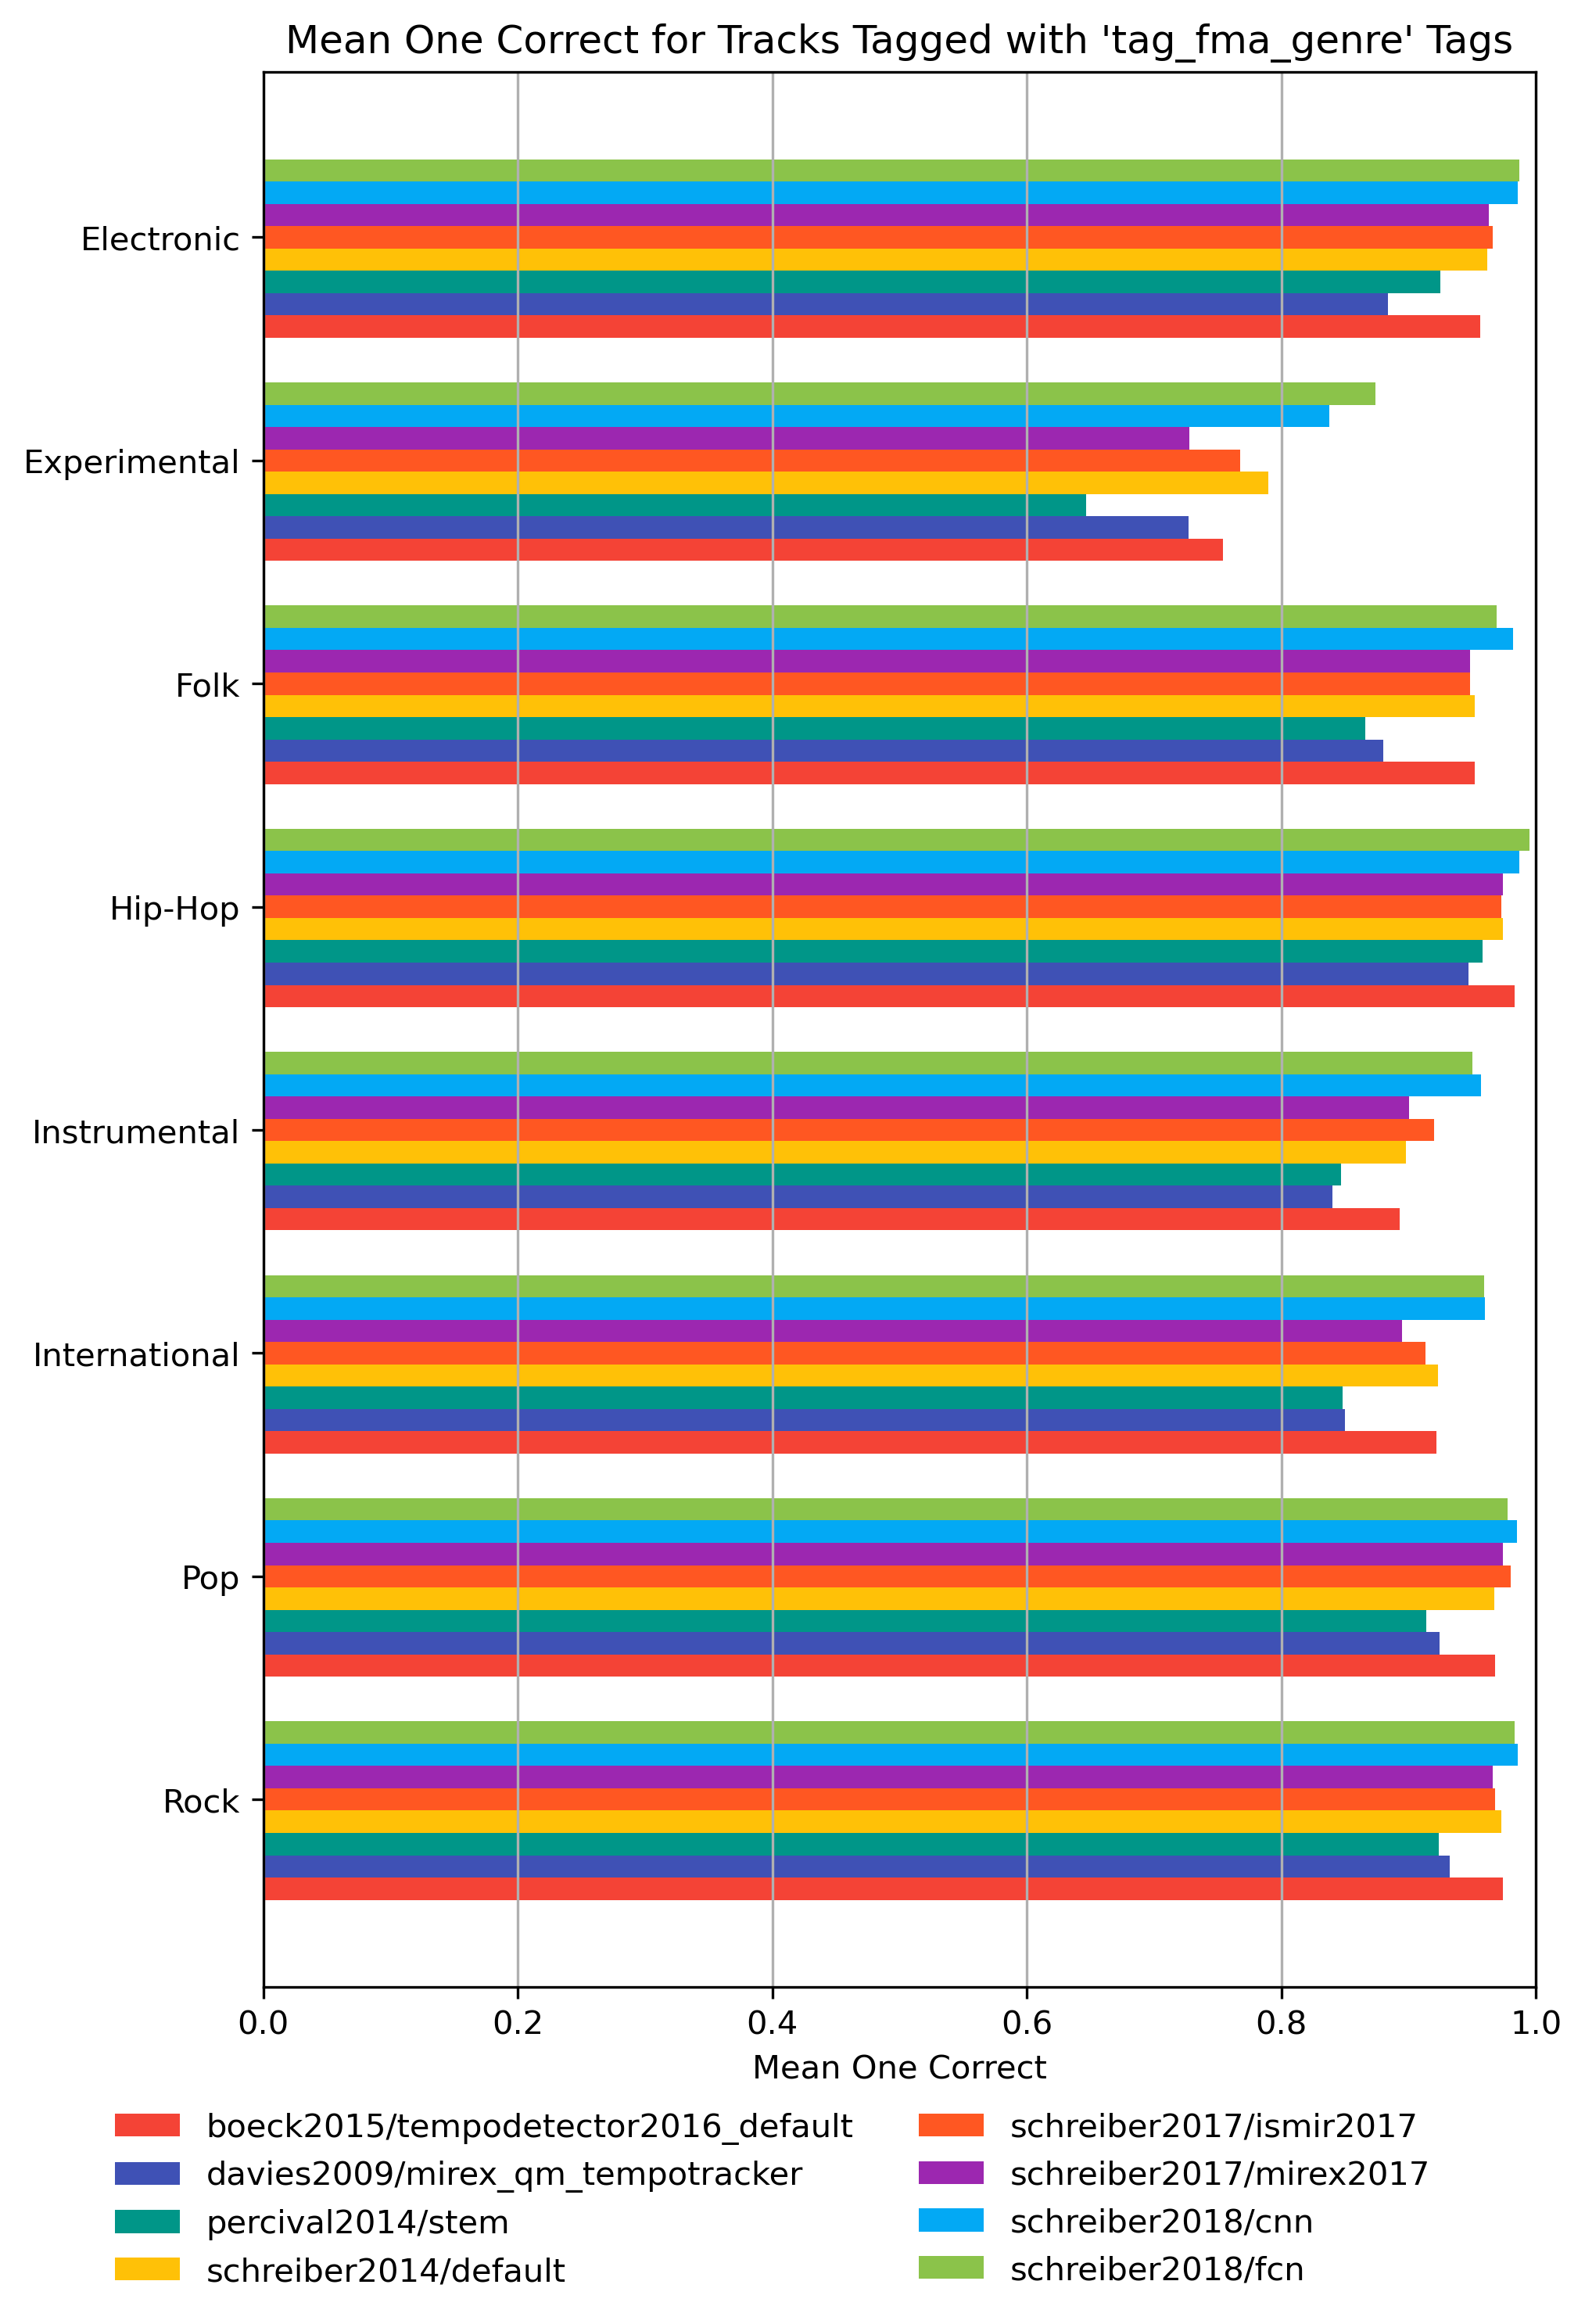 Mean One Correct for Tracks Tagged with 'tag_fma_genre' Tags
Electronic
Experimental
Folk
Hip-Hop
Instrumental
International
Pop
Rock
0.0 0.2 0.4 0.6 0.8 1.0
Mean One Correct
boeck2015/tempodetector2016_default
davies2009/mirex_qm_tempotracker
percival2014/stem
schreiber2014/default
schreiber2017/ismir2017
schreiber2017/mirex2017
schreiber2018/cnn
schreiber2018/fcn